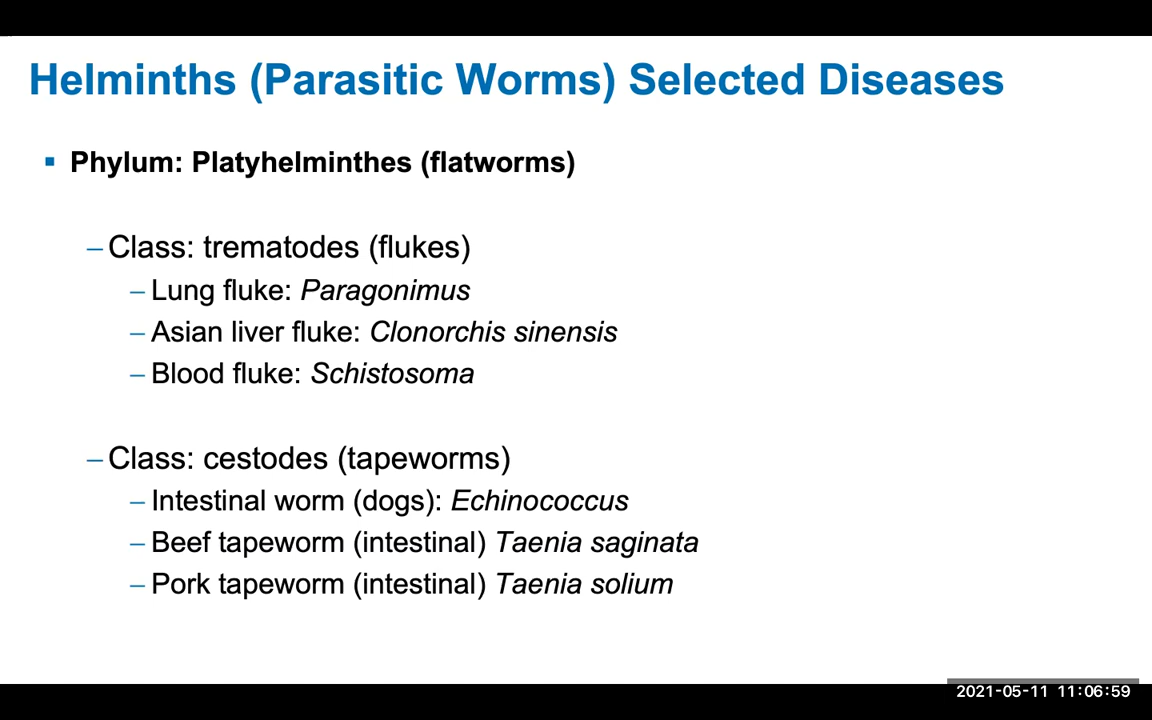 Helminths (Parasitic Worms) Selected Diseases
▪ Phylum: Platyhelminthes (flatworms)
– Class: trematodes (flukes)
– Lung fluke: Paragonimus
– Asian liver fluke: Clonorchis sinensis
– Blood fluke: Schistosoma
– Class: cestodes (tapeworms)
– Intestinal worm (dogs): Echinococcus
– Beef tapeworm (intestinal) Taenia saginata
– Pork tapeworm (intestinal) Taenia solium
2021-05-11 11:06:59